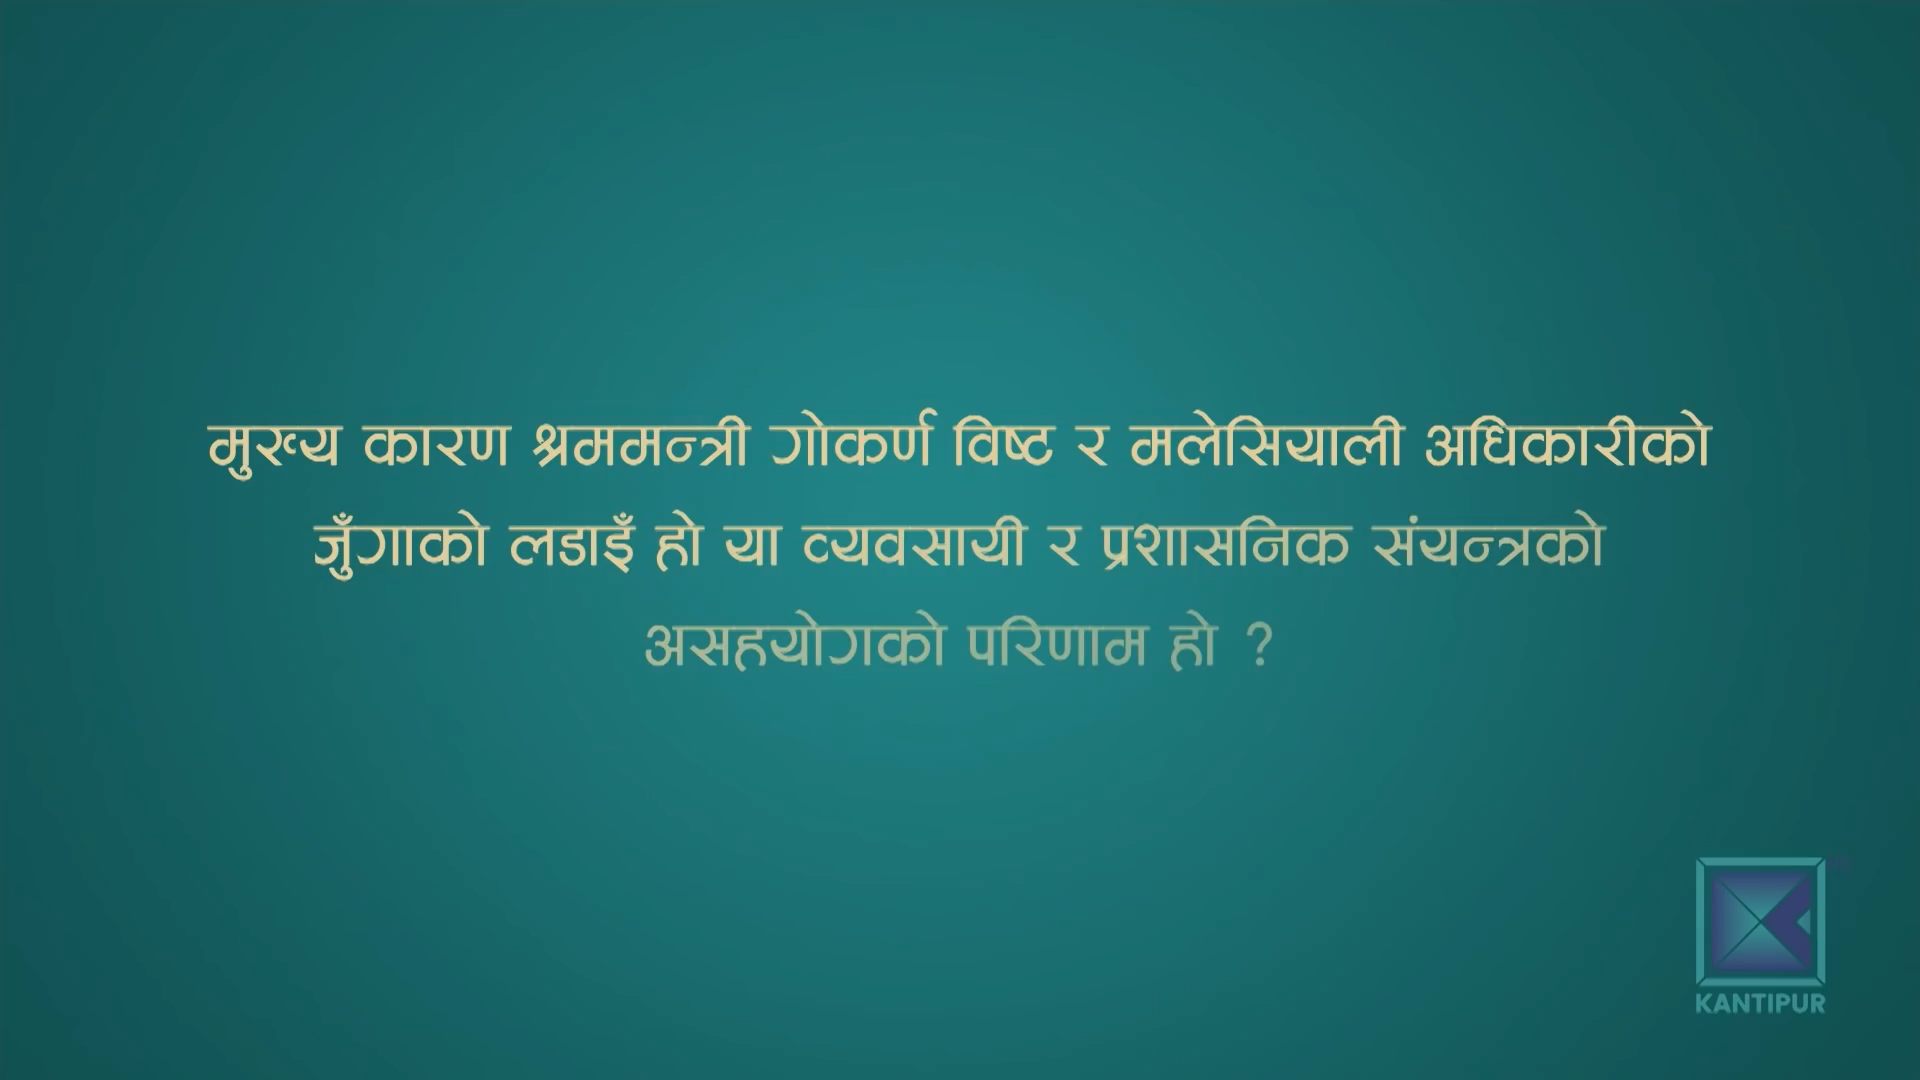 मुख्य कारण श्रममन्त्री गोकर्ण विष्ट र मलेसियाली अधिकारीको
जुँगाको लडाइँ हो या व्यवसायी र प्रशासनिक संयन्त्रको
असहयोगको परिणाम हो ?
KANTIPUR